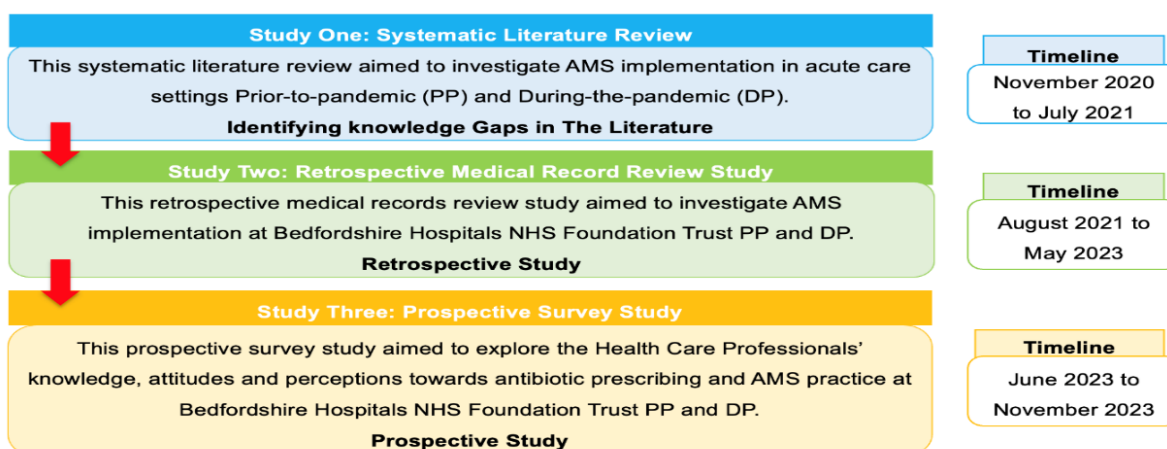 Study One: Systematic Literature Review
This systematic literature review aimed to investigate AMS implementation in acute care
settings Prior-to-pandemic (PP) and During-the-pandemic (DP).
Identifying knowledge Gaps in The Literature
Timeline
November 2020
to July 2021
Study Two: Retrospective Medical Record Review Study
This retrospective medical records review study aimed to investigate AMS
implementation at Bedfordshire Hospitals NHS Foundation Trust PP and DP.
Retrospective Study
Timeline
August 2021 to
May 2023
Study Three: Prospective Survey Study
This prospective survey study aimed to explore the Health Care Professionals’
knowledge, attitudes and perceptions towards antibiotic prescribing and AMS practice at
Bedfordshire Hospitals NHS Foundation Trust PP and DP.
Prospective Study
Timeline
June 2023 to
November 2023